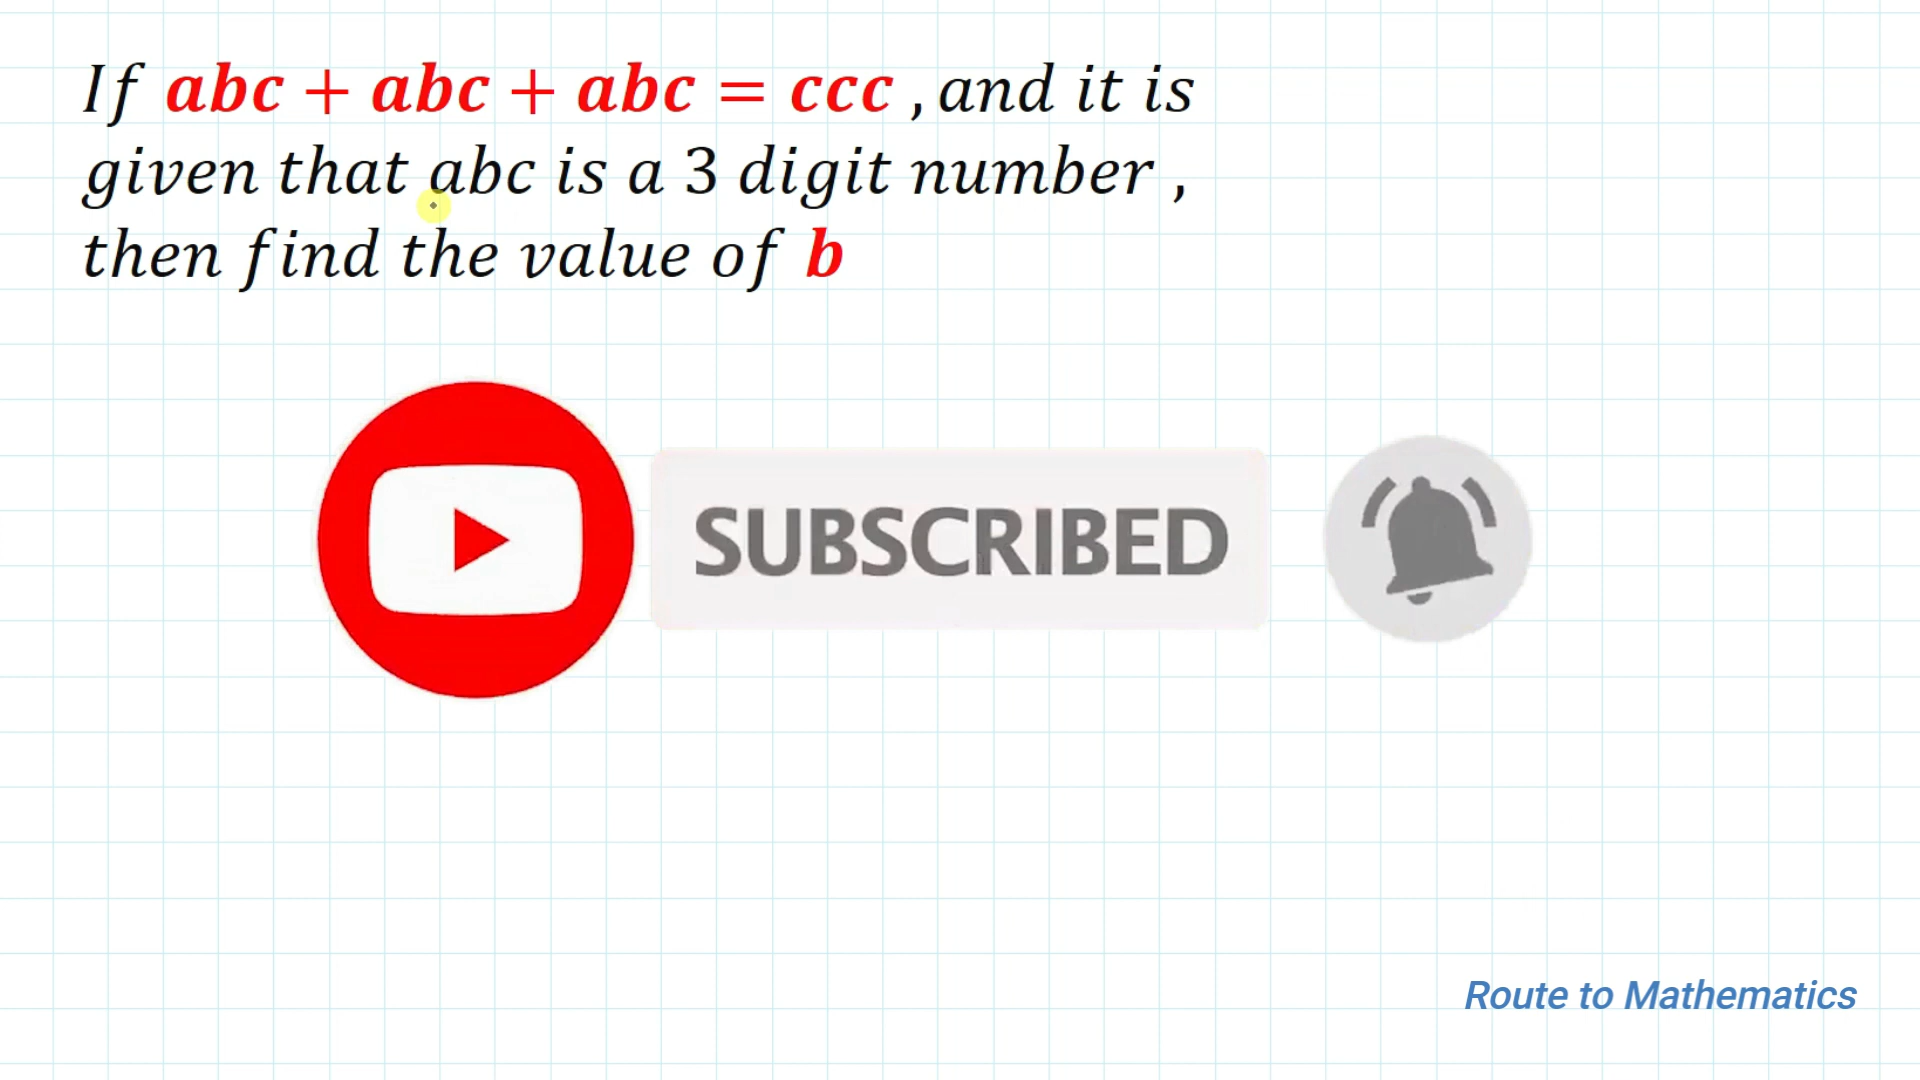 If abc + abc + abc = ccc , and it is
given that abc is a 3 digit number ,
then find the value of b
SUBSCRIBED
Route to Mathematics